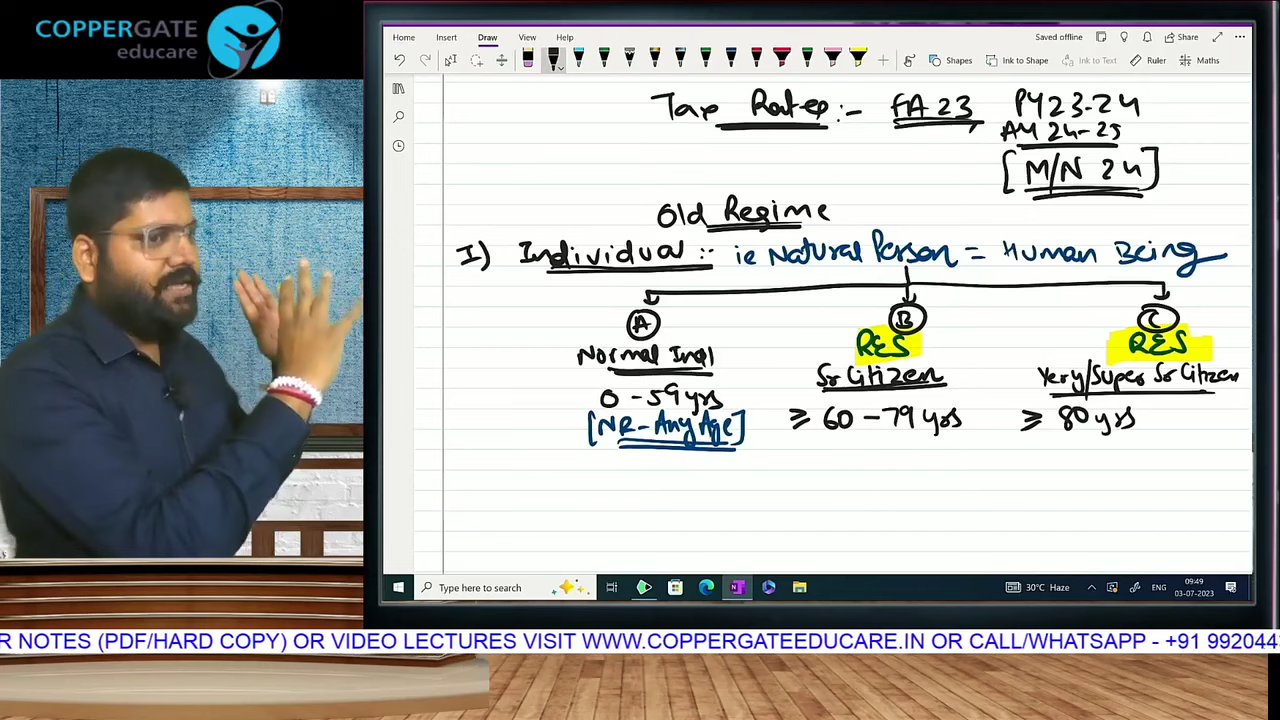 COPPERGATE
educare
Home Insert Draw View Help
Saved offline Share
Shapes Ink to Shape Ink to Text Ruler Maths
Tax Rates :- FA 23 PY 23-24
AY 24-25
[M/N 24]
Old Regime
I) Individual :- ie Natural Person = Human Being
A B C
RES RES
Normal Indl Sr Citizen Very/Super Sr Citizen
0 - 59 yrs ≥ 60 - 79 yrs ≥ 80 yrs
[NR - Any Age]
Type here to search
30°C Haze ENG 09:49
03-07-2023
R NOTES (PDF/HARD COPY) OR VIDEO LECTURES VISIT WWW.COPPERGATEEDUCARE.IN OR CALL/WHATSAPP - +91 992044